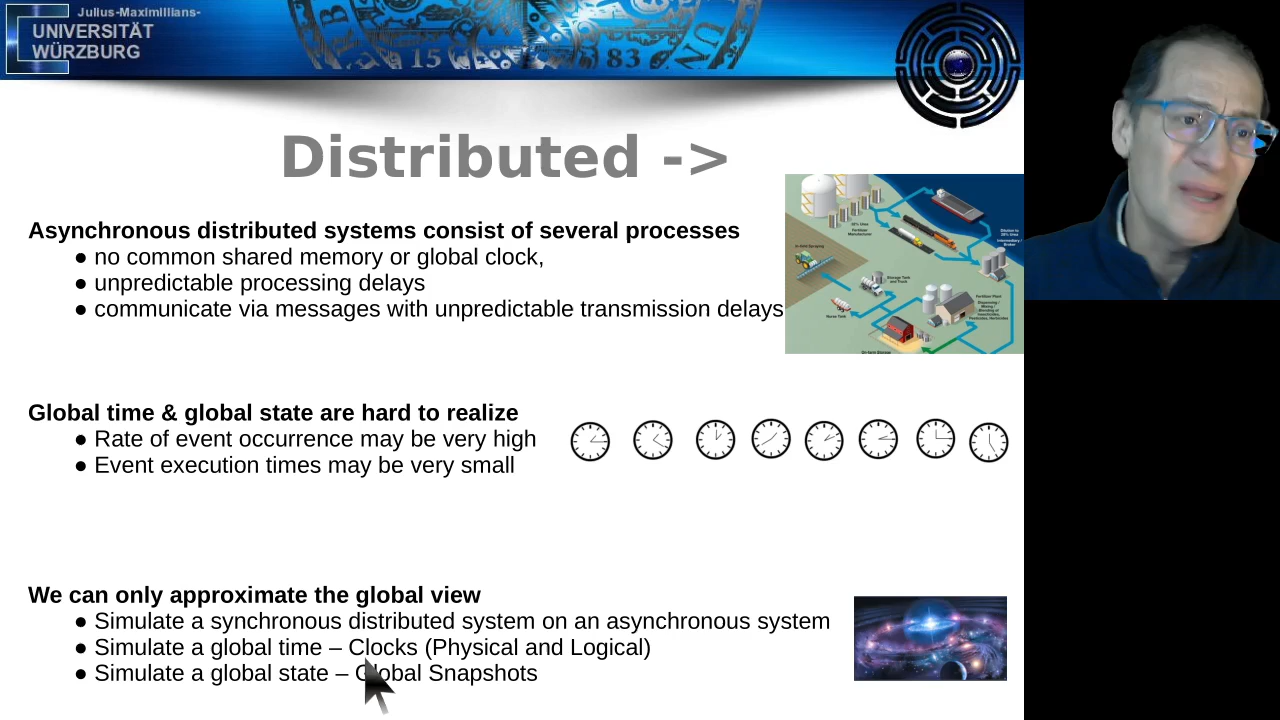 Julius-Maximillians-
UNIVERSITÄT
WÜRZBURG
15
83
Distributed ->
Asynchronous distributed systems consist of several processes
● no common shared memory or global clock,
● unpredictable processing delays
● communicate via messages with unpredictable transmission delays
Global time & global state are hard to realize
● Rate of event occurrence may be very high
● Event execution times may be very small
We can only approximate the global view
● Simulate a synchronous distributed system on an asynchronous system
● Simulate a global time – Clocks (Physical and Logical)
● Simulate a global state – Global Snapshots